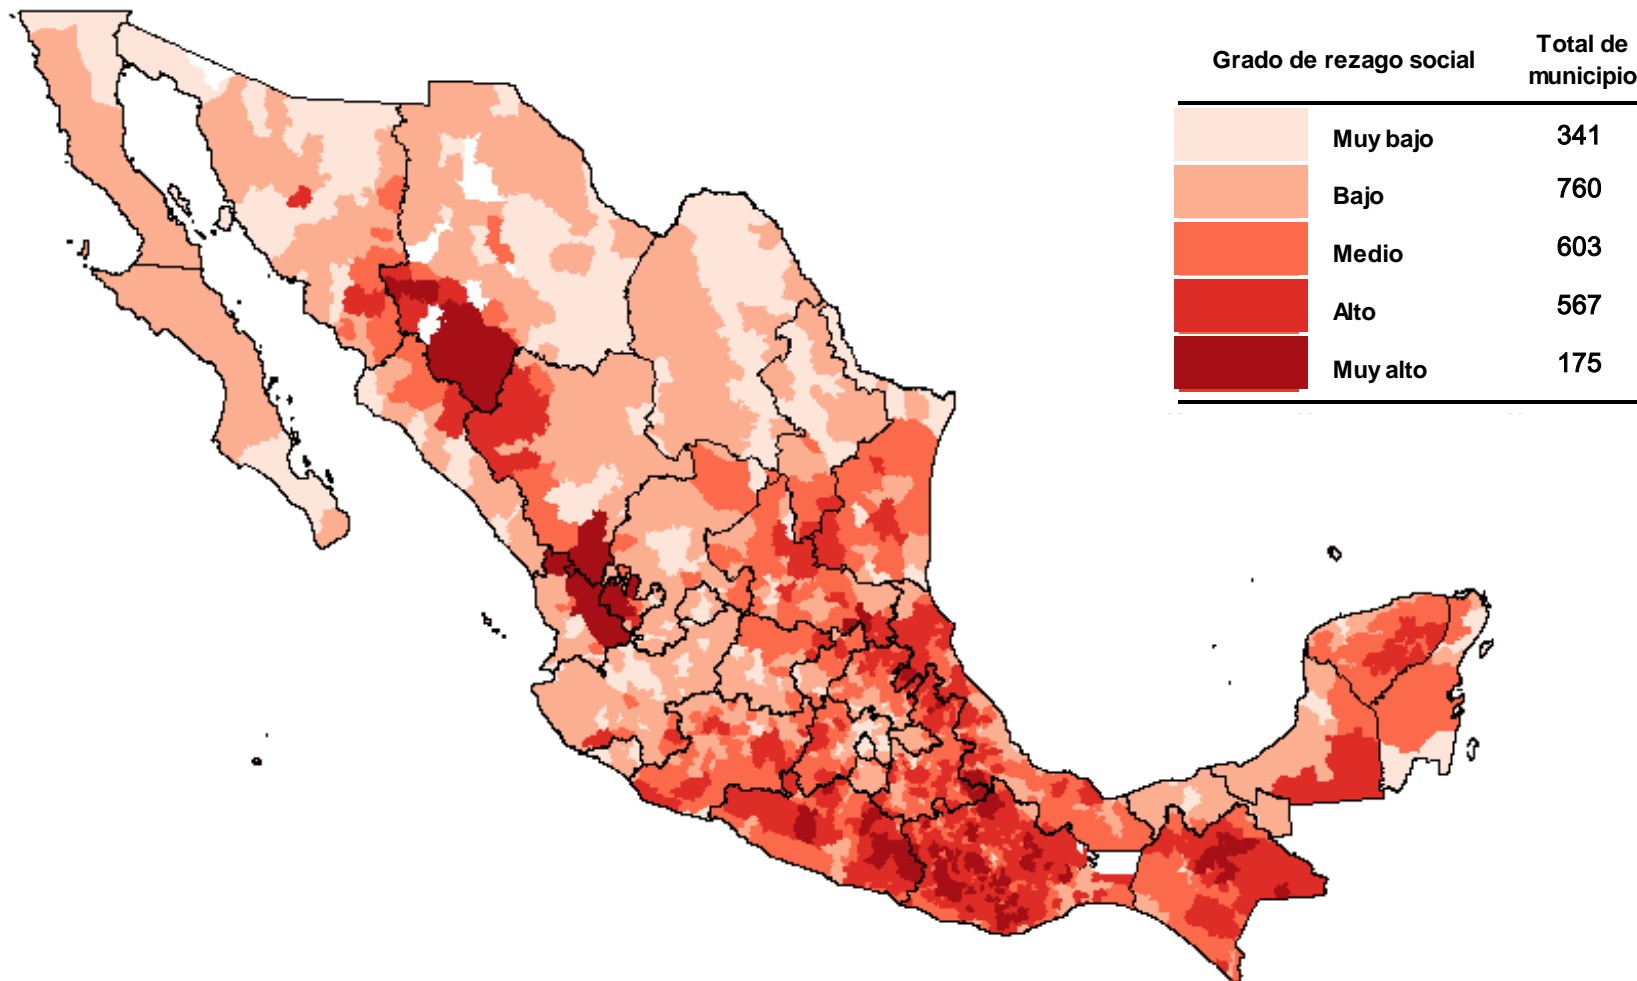 Grado de rezago social Total de municipio
Muy bajo 341
Bajo 760
Medio 603
Alto 567
Muy alto 175